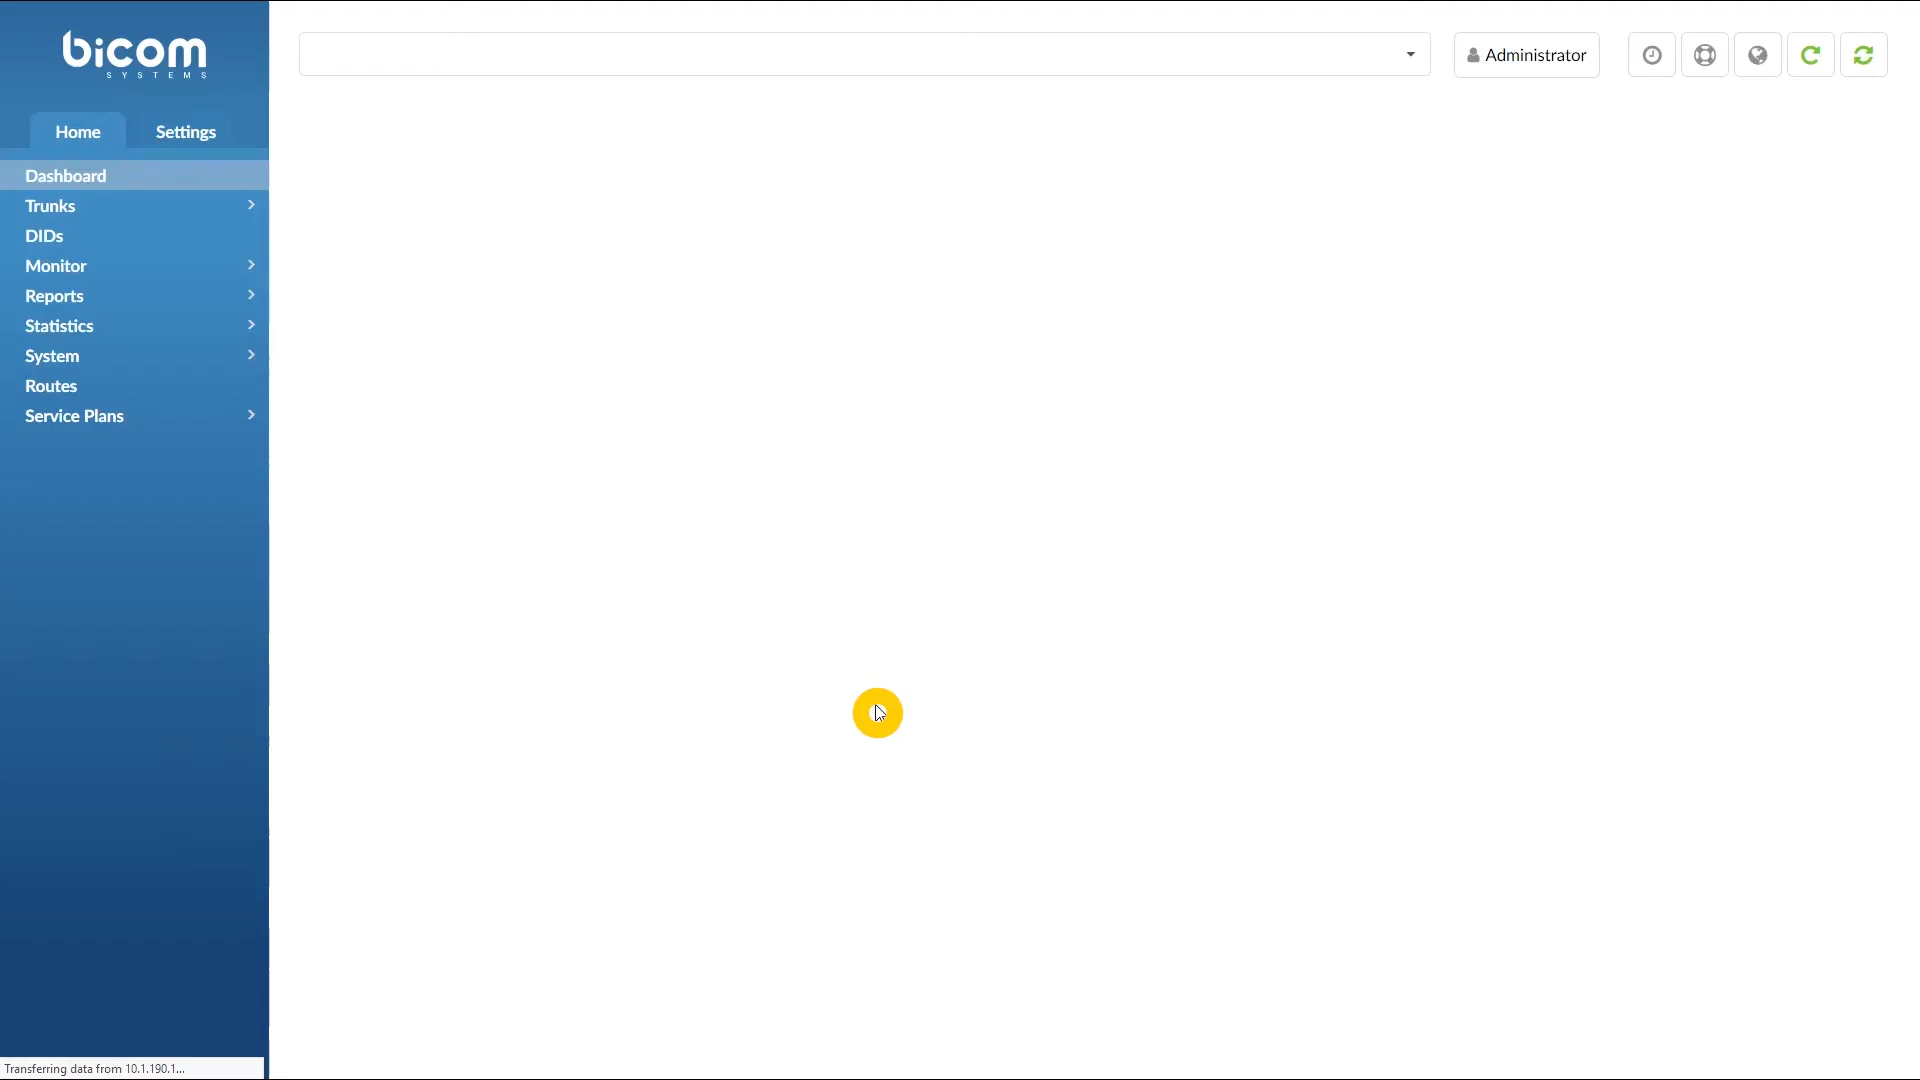 bicom
SYSTEMS
Administrator
Home
Settings
Dashboard
Trunks
DIDs
Monitor
Reports
Statistics
System
Routes
Service Plans
Transferring data from 10.1.190.1...